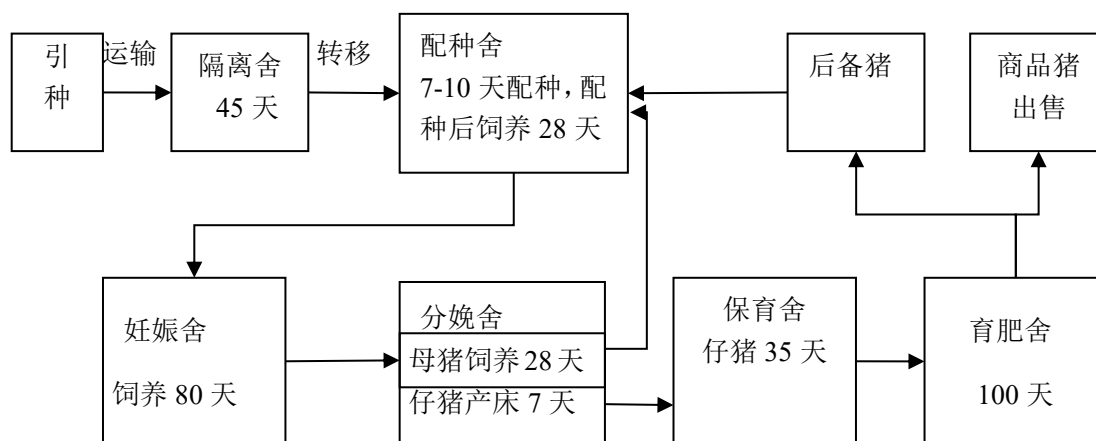 引
种
运输
隔离舍
45 天
转移
配种舍
7-10 天配种，配
种后饲养 28 天
后备猪
商品猪
出售
妊娠舍
饲养 80 天
分娩舍
母猪饲养 28 天
仔猪产床 7 天
保育舍
仔猪 35 天
育肥舍
100 天